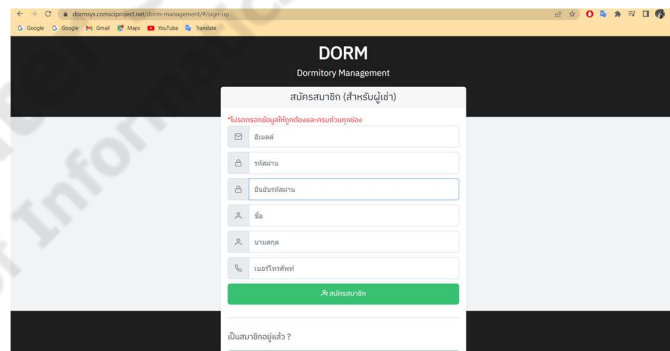 dormsys.comsciproject.net/dorm-management/#/sign-up
Google Google Gmail Maps YouTube Translate
DORM
Dormitory Management
สมัครสมาชิก (สำหรับผู้เช่า)
*โปรดกรอกข้อมูลให้ถูกต้องและครบถ้วนทุกช่อง
อีเมลล์
รหัสผ่าน
ยืนยันรหัสผ่าน
ชื่อ
นามสกุล
เบอร์โทรศัพท์
สมัครสมาชิก
เป็นสมาชิกอยู่แล้ว ?